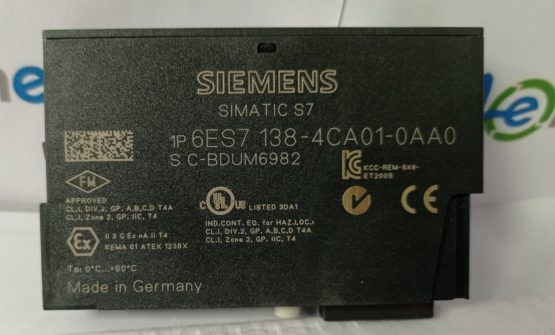 SIEMENS
SIMATIC S7
1P 6ES7 138-4CA01-0AA0
S C-BDUM6982
KCC-REM-S49-
ET200S
FM
APPROVED
CL.I, DIV.2, GP. A,B,C,D T4A
CL.I, Zone 2, GP. IIC, T4
C UL US LISTED 3DA1
IND.CONT. EQ. for HAZ.LOC.:
CL.I, DIV.2, GP. A,B,C,D T4A
CL.I, Zone 2, GP. IIC, T4
Ex
II 3 G Ex nA II T4
KEMA 01 ATEX 1238X
Ta: 0°C...+60°C
Made in Germany